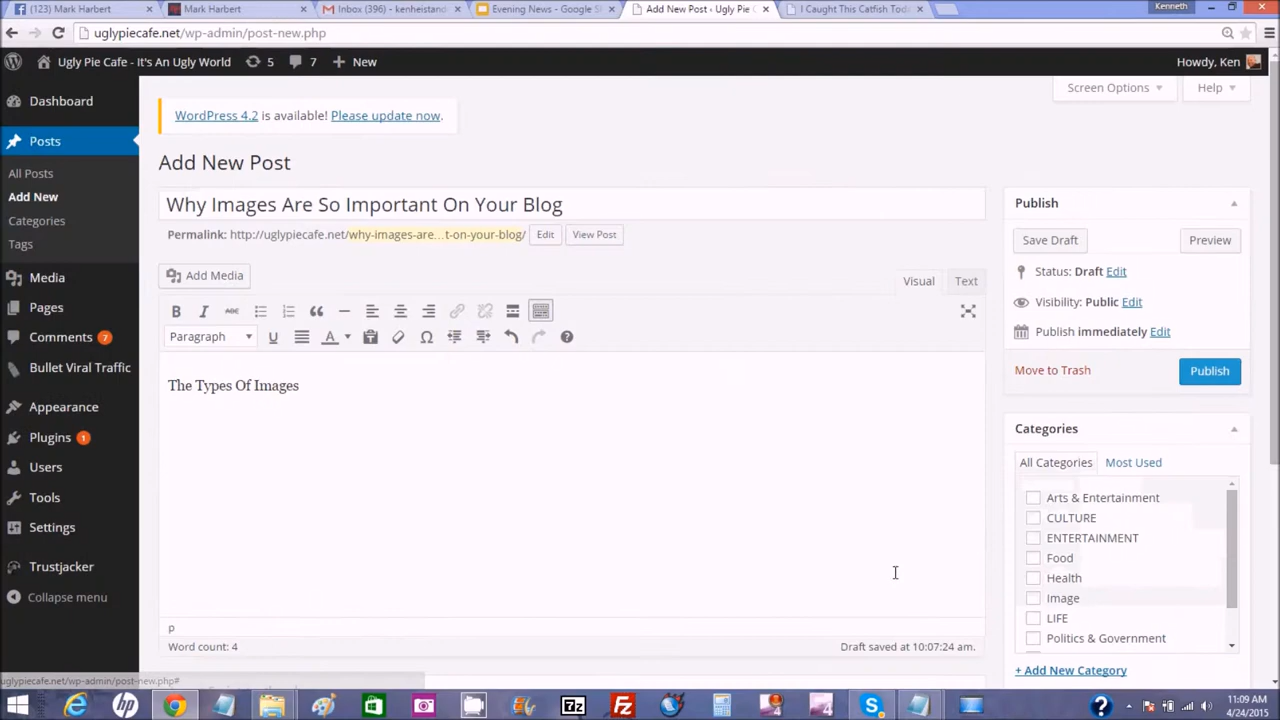 (123) Mark Harbert
Mark Harbert
Inbox (396) - kenheistand
Evening News - Google S
Add New Post ‹ Ugly Pie C
I Caught This Catfish Tod
Kenneth
uglypiecafe.net/wp-admin/post-new.php
Ugly Pie Cafe - It's An Ugly World
5
7
New
Howdy, Ken
Screen Options
Help
WordPress 4.2 is available! Please update now.
Dashboard
Posts
All Posts
Add New
Categories
Tags
Media
Pages
Comments 7
Bullet Viral Traffic
Appearance
Plugins 1
Users
Tools
Settings
Trustjacker
Collapse menu
Add New Post
Why Images Are So Important On Your Blog
Permalink: http://uglypiecafe.net/why-images-are…t-on-your-blog/ Edit View Post
Add Media
Visual Text
B I ABC
Paragraph U A Ω
The Types Of Images
p
Word count: 4
Draft saved at 10:07:24 am.
Publish
Save Draft Preview
Status: Draft Edit
Visibility: Public Edit
Publish immediately Edit
Move to Trash Publish
Categories
All Categories Most Used
Arts & Entertainment
CULTURE
ENTERTAINMENT
Food
Health
Image
LIFE
Politics & Government
+ Add New Category
uglypiecafe.net/wp-admin/post-new.php#
11:09 AM
4/24/2015